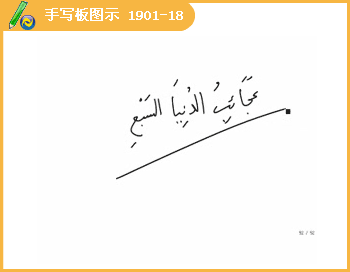 手写板图示 1901-18
عَجَائِبُ الدُّنِيَا السَبْعِ